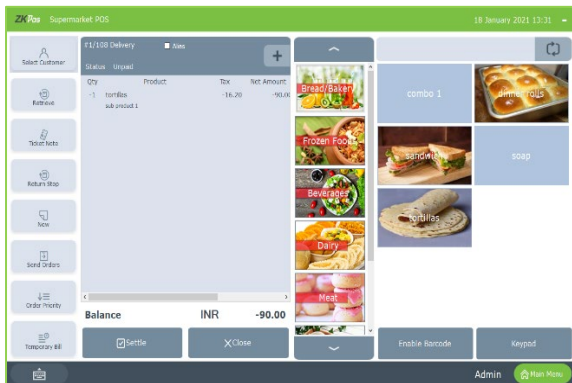 ZKPos Supermarket POS
18 January 2021 13:31
Select Customer
Retrieve
Ticket Note
Return Stop
New
Send Orders
Order Priority
Temporary Bill
#1/108 Delivery
Status Unpaid
Qty Product Tax Net Amount
-1 tortillas -16.20 -90.0
sub product 1
Balance INR -90.00
Settle
Close
Bread/Bakery
Frozen Foods
Beverages
Dairy
Meat
combo 1
dinner rolls
sandwich
soap
tortillas
Enable Barcode
Keypad
Admin
Main Menu